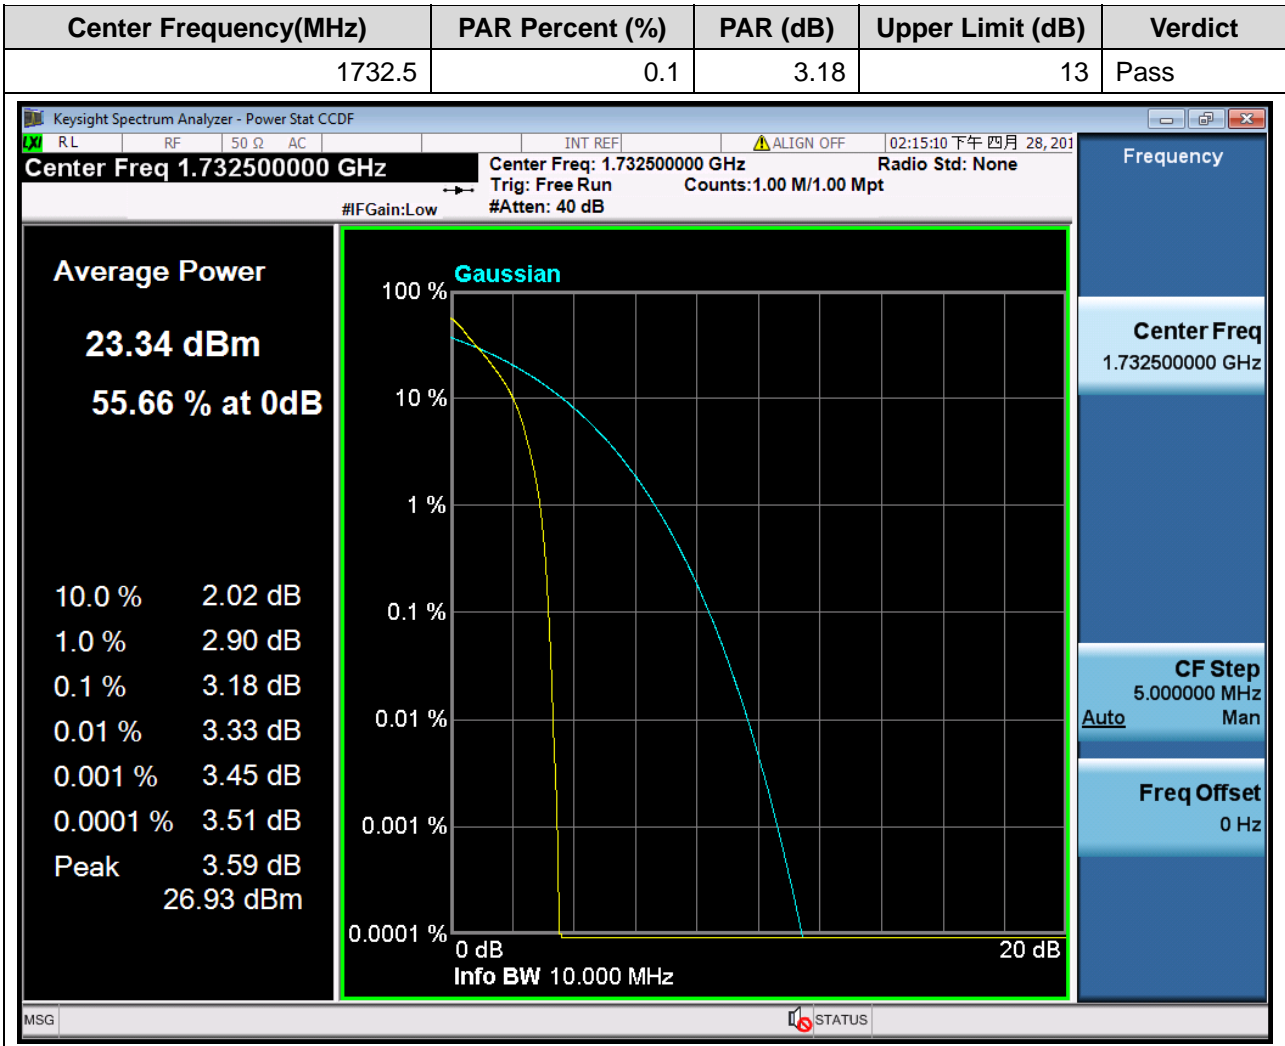 Center Frequency(MHz) PAR Percent (%) PAR (dB) Upper Limit (dB) Verdict
1732.5 0.1 3.18 13 Pass
Keysight Spectrum Analyzer - Power Stat CCDF
LXI RL RF 50 Ω AC INT REF ALIGN OFF 02:15:10 下午 四月 28, 201
Center Freq 1.732500000 GHz
Center Freq: 1.732500000 GHz Radio Std: None
Trig: Free Run Counts:1.00 M/1.00 Mpt
#IFGain:Low #Atten: 40 dB
Average Power
23.34 dBm
55.66 % at 0dB
10.0 % 2.02 dB
1.0 % 2.90 dB
0.1 % 3.18 dB
0.01 % 3.33 dB
0.001 % 3.45 dB
0.0001 % 3.51 dB
Peak 3.59 dB
26.93 dBm
Gaussian
100 %
10 %
1 %
0.1 %
0.01 %
0.001 %
0.0001 %
0 dB 20 dB
Info BW 10.000 MHz
Frequency
Center Freq
1.732500000 GHz
CF Step
5.000000 MHz
Auto Man
Freq Offset
0 Hz
MSG STATUS